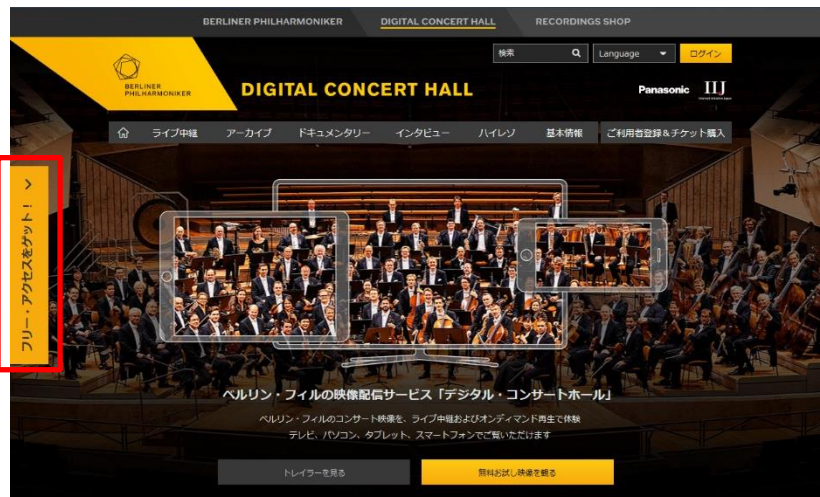 BERLINER PHILHARMONIKER DIGITAL CONCERT HALL RECORDINGS SHOP
検索 Language ログイン
BERLINER
PHILHARMONIKER
DIGITAL CONCERT HALL
Panasonic IIJ
ライブ中継 アーカイブ ドキュメンタリー インタビュー ハイレゾ 基本情報 ご利用者登録&チケット購入
フリー・アクセスをゲット!
ベルリン・フィルの映像配信サービス「デジタル・コンサートホール」
ベルリン・フィルのコンサート映像を、ライブ中継およびオンディマンド再生で体験
テレビ、パソコン、タブレット、スマートフォンでご覧いただけます
トレイラーを見る 無料お試し映像を観る